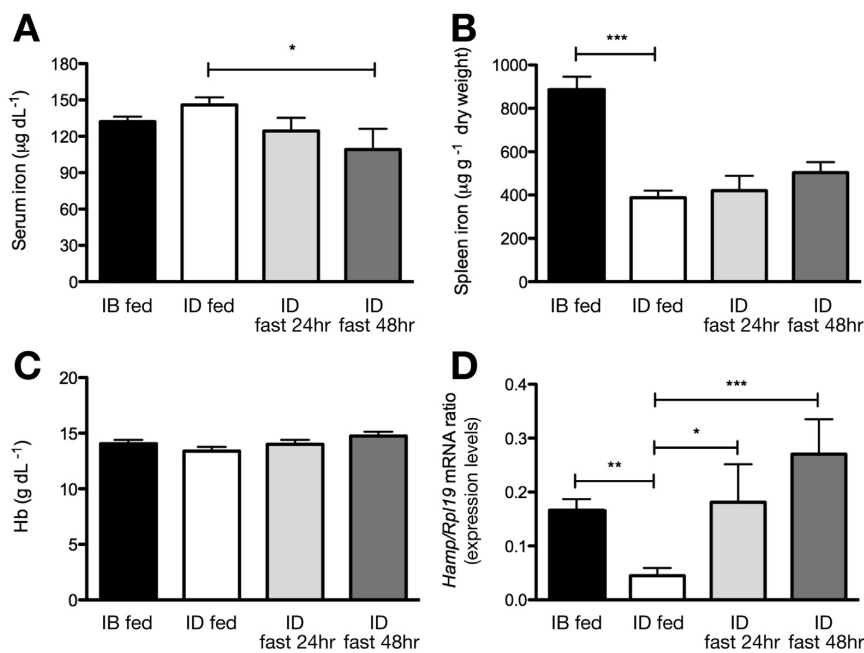 A
*
Serum iron (µg dL⁻¹)
180
150
120
90
60
30
0
IB fed
ID fed
ID
fast 24hr
ID
fast 48hr
B
***
Spleen iron (µg g⁻¹ dry weight)
1000
800
600
400
200
0
IB fed
ID fed
ID
fast 24hr
ID
fast 48hr
C
Hb (g dL⁻¹)
20
15
10
5
0
IB fed
ID fed
ID
fast 24hr
ID
fast 48hr
D
***
*
**
Hamp/Rpl19 mRNA ratio
(expression levels)
0.4
0.3
0.2
0.1
0.0
IB fed
ID fed
ID
fast 24hr
ID
fast 48hr